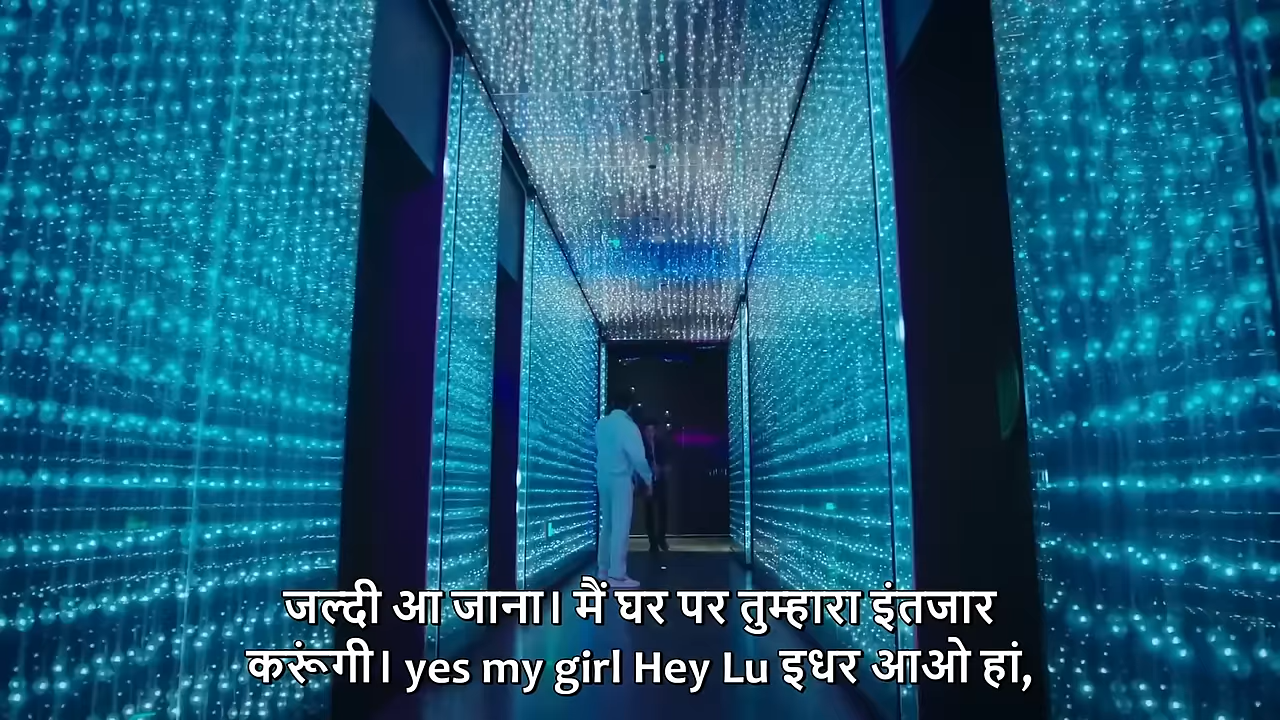 जल्दी आ जाना। मैं घर पर तुम्हारा इंतजार
करूंगी। yes my girl Hey Lu इधर आओ हां,